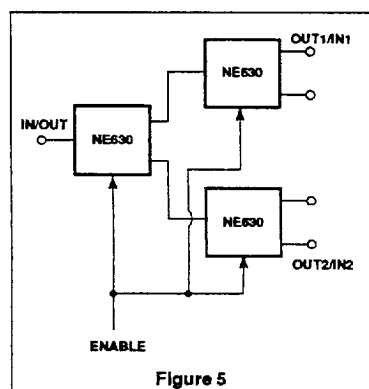 OUT1/IN1
NE630
IN/OUT
NE630
NE630
OUT2/IN2
ENABLE
Figure 5